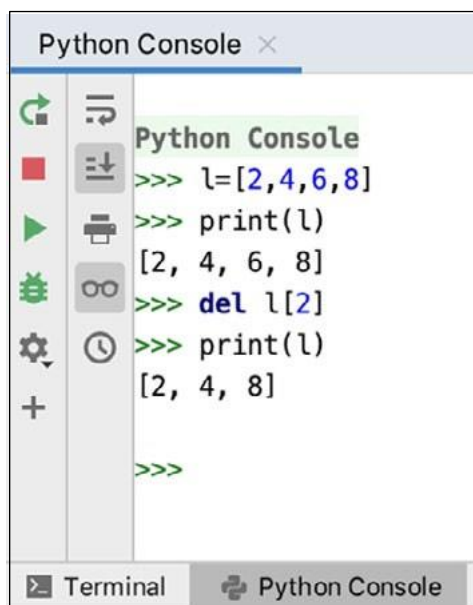 Python Console ×
Python Console
>>> l=[2,4,6,8]
>>> print(l)
[2, 4, 6, 8]
>>> del l[2]
>>> print(l)
[2, 4, 8]
>>>
Terminal Python Console